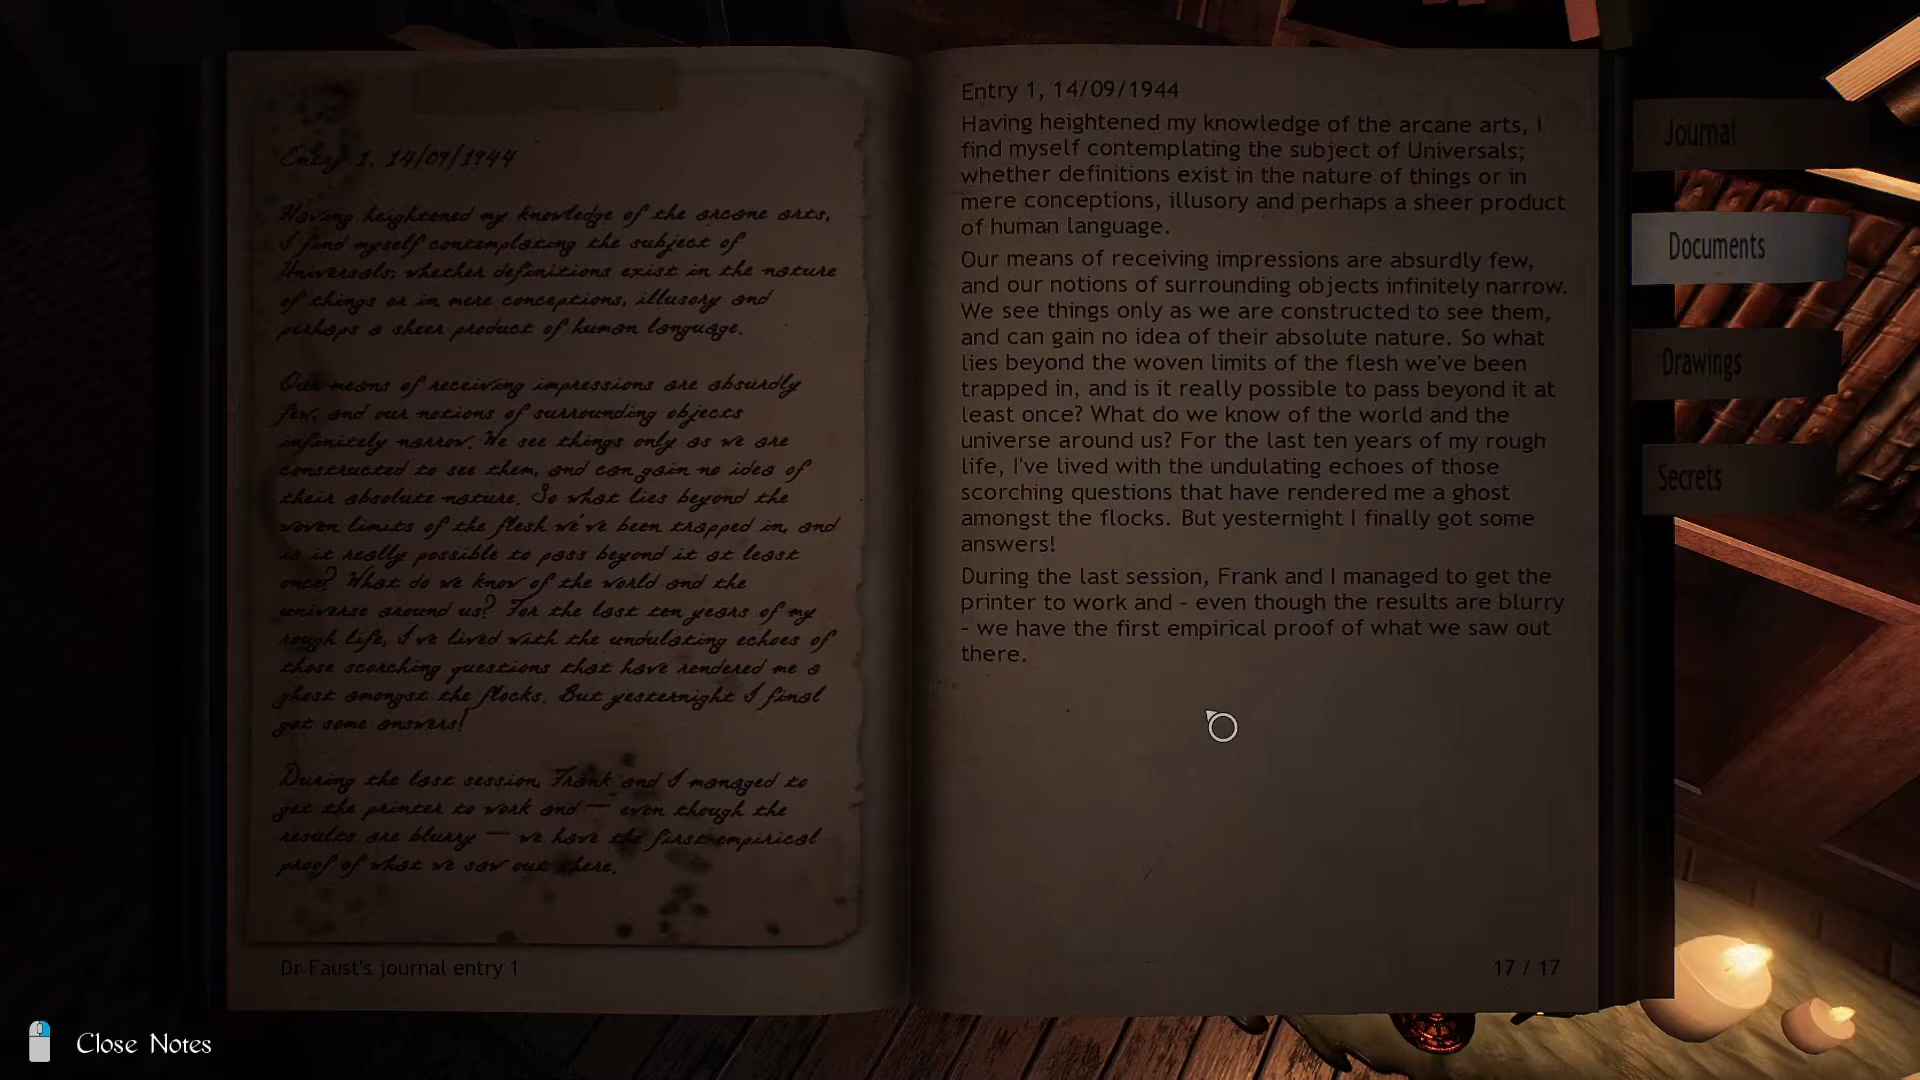 Entry 1. 14/09/1944
Having heightened my knowledge of the arcane arts,
I find myself contemplating the subject of
Universals; whether definitions exist in the nature
of things or in mere conceptions, illusory and
perhaps a sheer product of human language.
Our means of receiving impressions are absurdly
few, and our notions of surrounding objects
infinitely narrow. We see things only as we are
constructed to see them, and can gain no idea of
their absolute nature. So what lies beyond the
woven limits of the flesh we've been trapped in, and
is it really possible to pass beyond it at least
once? What do we know of the world and the
universe around us? For the last ten years of my
rough life, I've lived with the undulating echoes of
those scorching questions that have rendered me a
ghost amongst the flocks. But yesternight I final
got some answers!
During the last session, Frank and I managed to
get the printer to work and — even though the
results are blurry — we have the first empirical
proof of what we saw out there.
Dr Faust's journal entry 1
Entry 1, 14/09/1944
Having heightened my knowledge of the arcane arts, I
find myself contemplating the subject of Universals;
whether definitions exist in the nature of things or in
mere conceptions, illusory and perhaps a sheer product
of human language.
Our means of receiving impressions are absurdly few,
and our notions of surrounding objects infinitely narrow.
We see things only as we are constructed to see them,
and can gain no idea of their absolute nature. So what
lies beyond the woven limits of the flesh we've been
trapped in, and is it really possible to pass beyond it at
least once? What do we know of the world and the
universe around us? For the last ten years of my rough
life, I've lived with the undulating echoes of those
scorching questions that have rendered me a ghost
amongst the flocks. But yesternight I finally got some
answers!
During the last session, Frank and I managed to get the
printer to work and - even though the results are blurry
- we have the first empirical proof of what we saw out
there.
17 / 17
Journal
Documents
Drawings
Secrets
Close Notes